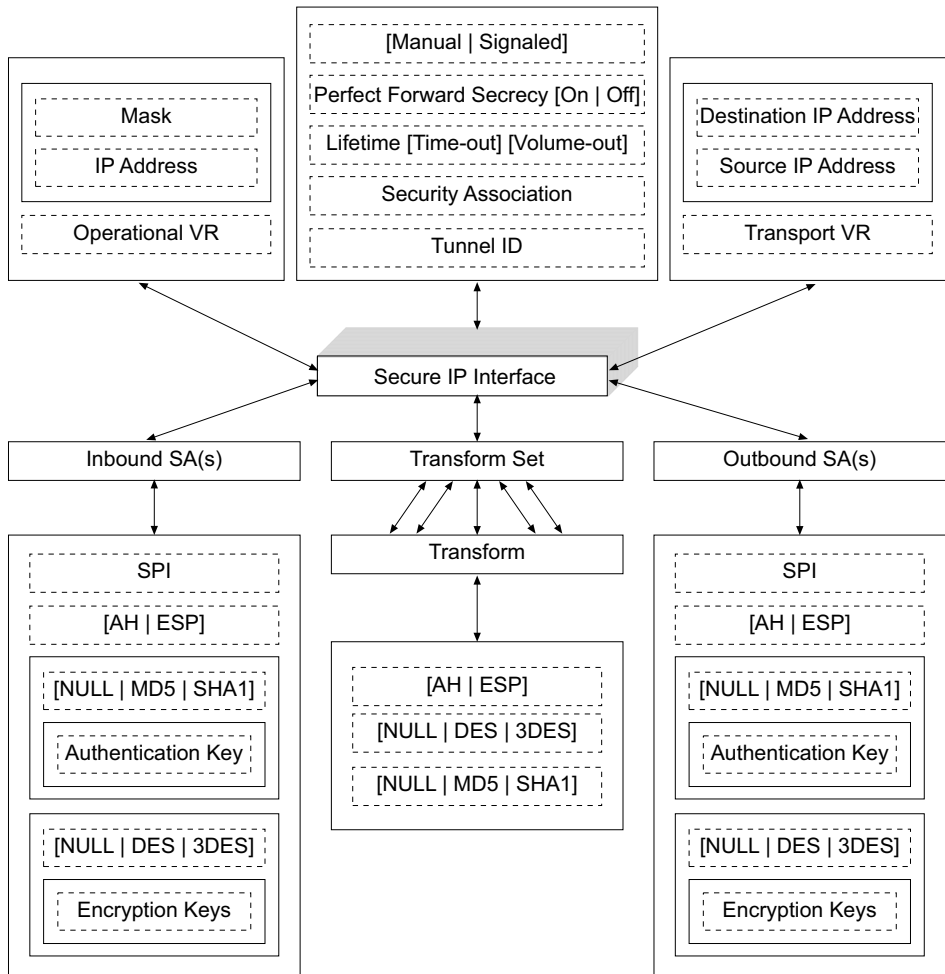 [Manual | Signaled]
Perfect Forward Secrecy [On | Off]
Lifetime [Time-out] [Volume-out]
Security Association
Tunnel ID
Mask
IP Address
Operational VR
Destination IP Address
Source IP Address
Transport VR
Secure IP Interface
Inbound SA(s)
Transform Set
Outbound SA(s)
Transform
SPI
[AH | ESP]
[NULL | MD5 | SHA1]
Authentication Key
[NULL | DES | 3DES]
Encryption Keys
[AH | ESP]
[NULL | DES | 3DES]
[NULL | MD5 | SHA1]
SPI
[AH | ESP]
[NULL | MD5 | SHA1]
Authentication Key
[NULL | DES | 3DES]
Encryption Keys